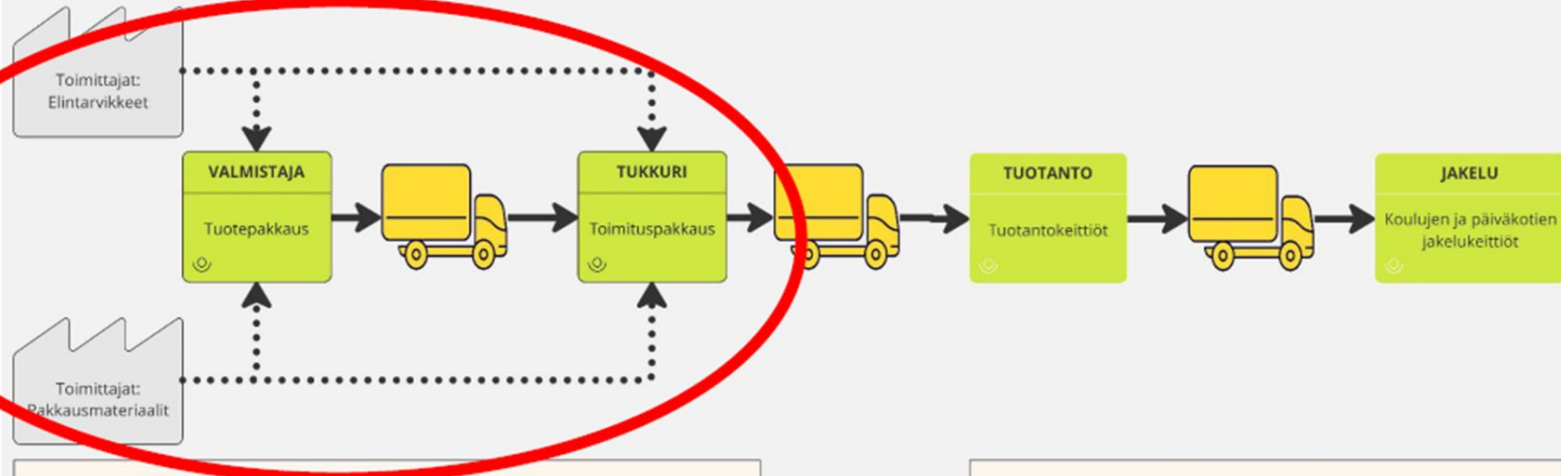 Toimittajat:
Elintarvikkeet
VALMISTAJA
Tuotepakkaus
TUKKURI
Toimituspakkaus
TUOTANTO
Tuotantokeittiöt
JAKELU
Koulujen ja päiväkotien
jakelukeittiöt
Toimittajat:
Pakkausmateriaalit